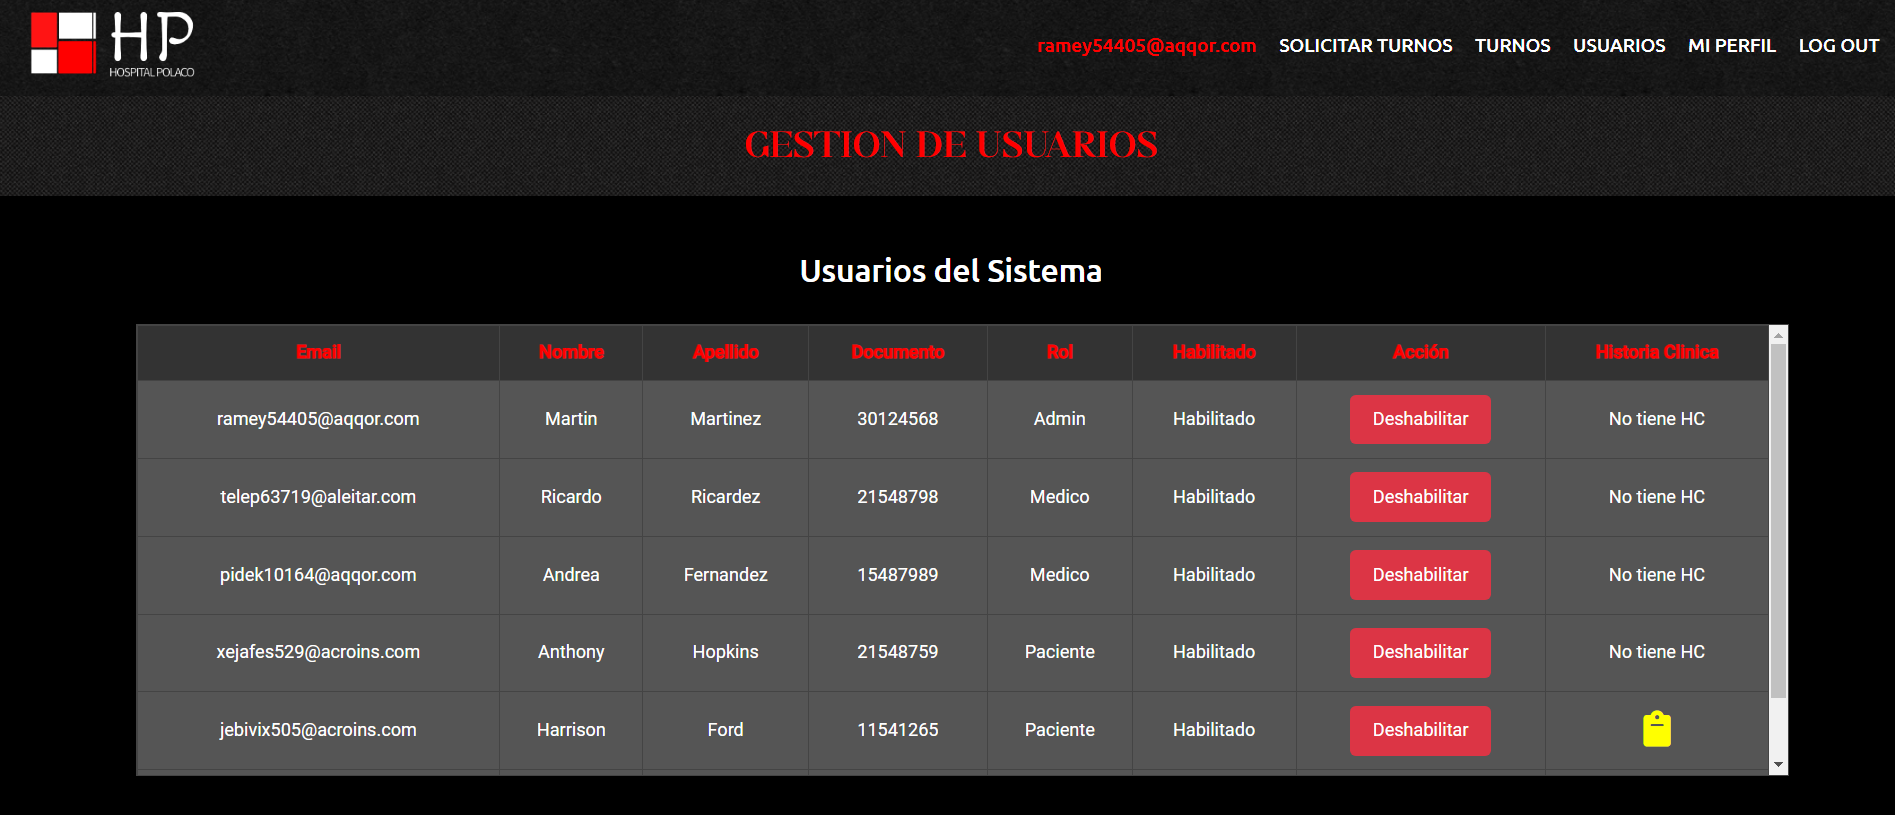 HP
HOSPITAL POLACO
ramey54405@aqqor.com SOLICITAR TURNOS TURNOS USUARIOS MI PERFIL LOG OUT
GESTION DE USUARIOS
Usuarios del Sistema
Email Nombre Apellido Documento Rol Habilitado Acción Historia Clinica
ramey54405@aqqor.com Martin Martinez 30124568 Admin Habilitado Deshabilitar No tiene HC
telep63719@aleitar.com Ricardo Ricardez 21548798 Medico Habilitado Deshabilitar No tiene HC
pidek10164@aqqor.com Andrea Fernandez 15487989 Medico Habilitado Deshabilitar No tiene HC
xejafes529@acroins.com Anthony Hopkins 21548759 Paciente Habilitado Deshabilitar No tiene HC
jebivix505@acroins.com Harrison Ford 11541265 Paciente Habilitado Deshabilitar